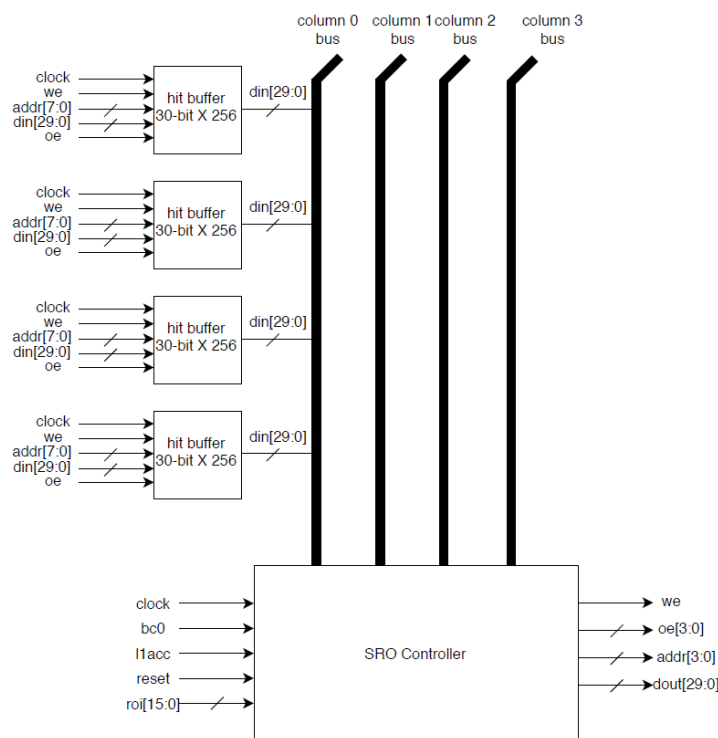 column 0 bus
column 1 bus
column 2 bus
column 3 bus
clock
we
addr[7:0]
din[29:0]
oe
hit buffer
30-bit X 256
din[29:0]
clock
we
addr[7:0]
din[29:0]
oe
hit buffer
30-bit X 256
din[29:0]
clock
we
addr[7:0]
din[29:0]
oe
hit buffer
30-bit X 256
din[29:0]
clock
we
addr[7:0]
din[29:0]
oe
hit buffer
30-bit X 256
din[29:0]
clock
bc0
l1acc
reset
roi[15:0]
SRO Controller
we
oe[3:0]
addr[3:0]
dout[29:0]